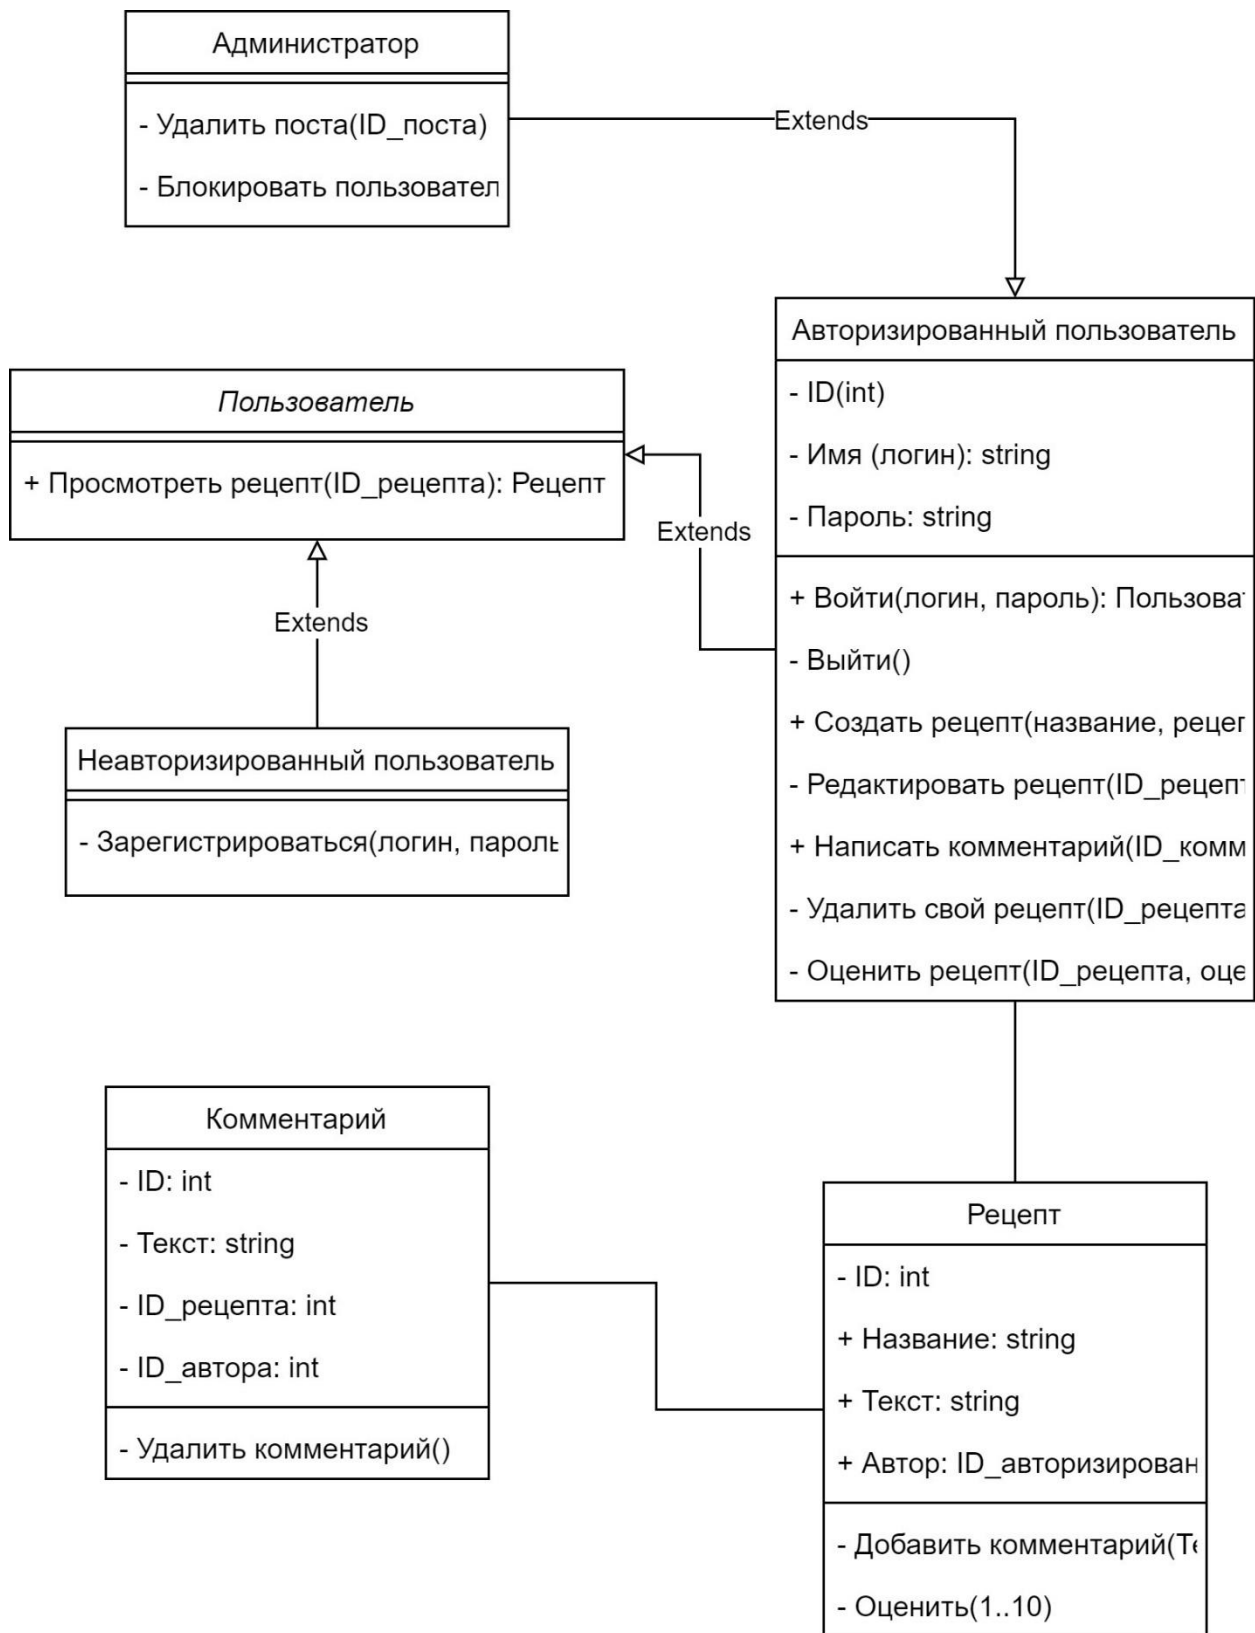 Администратор
- Удалить поста(ID_поста)
- Блокировать пользовател
Extends
Авторизированный пользователь
- ID(int)
- Имя (логин): string
- Пароль: string
+ Войти(логин, пароль): Пользоват
- Выйти()
+ Создать рецепт(название, рецеп
- Редактировать рецепт(ID_рецепт
+ Написать комментарий(ID_комм
- Удалить свой рецепт(ID_рецепта
- Оценить рецепт(ID_рецепта, оце
Пользователь
+ Просмотреть рецепт(ID_рецепта): Рецепт
Extends
Extends
Неавторизированный пользователь
- Зарегистрироваться(логин, пароль
Комментарий
- ID: int
- Текст: string
- ID_рецепта: int
- ID_автора: int
- Удалить комментарий()
Рецепт
- ID: int
+ Название: string
+ Текст: string
+ Автор: ID_авторизирован
- Добавить комментарий(Те
- Оценить(1..10)